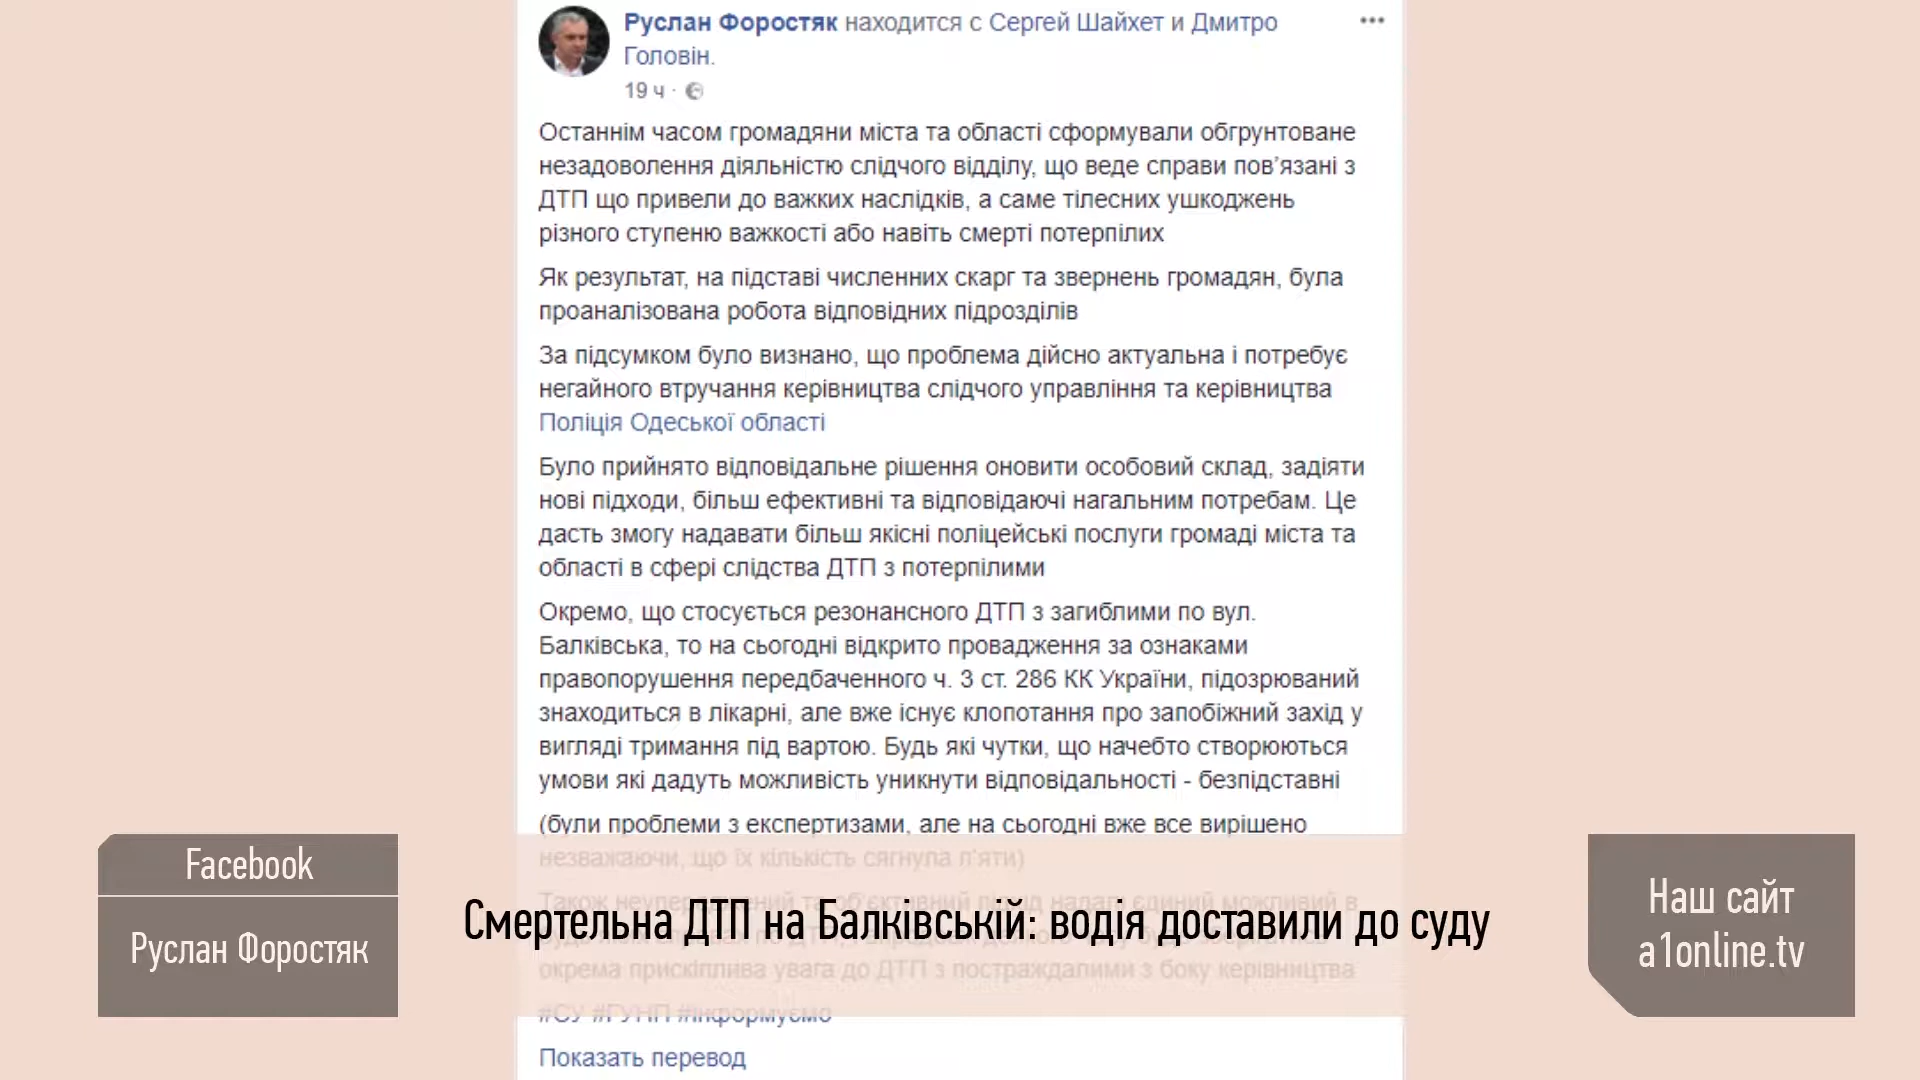 Руслан Форостяк находится с Сергей Шайхет и Дмитро
Головін.
19 ч ·
Останнім часом громадяни міста та області сформували обгрунтоване
незадоволення діяльністю слідчого відділу, що веде справи пов’язані з
ДТП що привели до важких наслідків, а саме тілесних ушкоджень
різного ступеню важкості або навіть смерті потерпілих
Як результат, на підставі численних скарг та звернень громадян, була
проаналізована робота відповідних підрозділів
За підсумком було визнано, що проблема дійсно актуальна і потребує
негайного втручання керівництва слідчого управління та керівництва
Поліція Одеської області
Було прийнято відповідальне рішення оновити особовий склад, задіяти
нові підходи, більш ефективні та відповідаючі нагальним потребам. Це
дасть змогу надавати більш якісні поліцейські послуги громаді міста та
області в сфері слідства ДТП з потерпілими
Окремо, що стосується резонансного ДТП з загиблими по вул.
Балківська, то на сьогодні відкрито провадження за ознаками
правопорушення передбаченного ч. 3 ст. 286 КК України, підозрюваний
знаходиться в лікарні, але вже існує клопотання про запобіжний захід у
вигляді тримання під вартою. Будь які чутки, що начебто створюються
умови які дадуть можливість уникнути відповідальності - безпідставні
(були проблеми з експертизами, але на сьогодні вже все вирішено
незважаючи, що їх кількість сягнула п'яти)
Також
єдиний можливий в
окрема прискіплива увага до ДТП з постраждалими з боку керівництва
#СУ #ГУНП #інформуємо
Показать перевод
Facebook
Руслан Форостяк
Смертельна ДТП на Балківській: водія доставили до суду
Наш сайт
a1online.tv